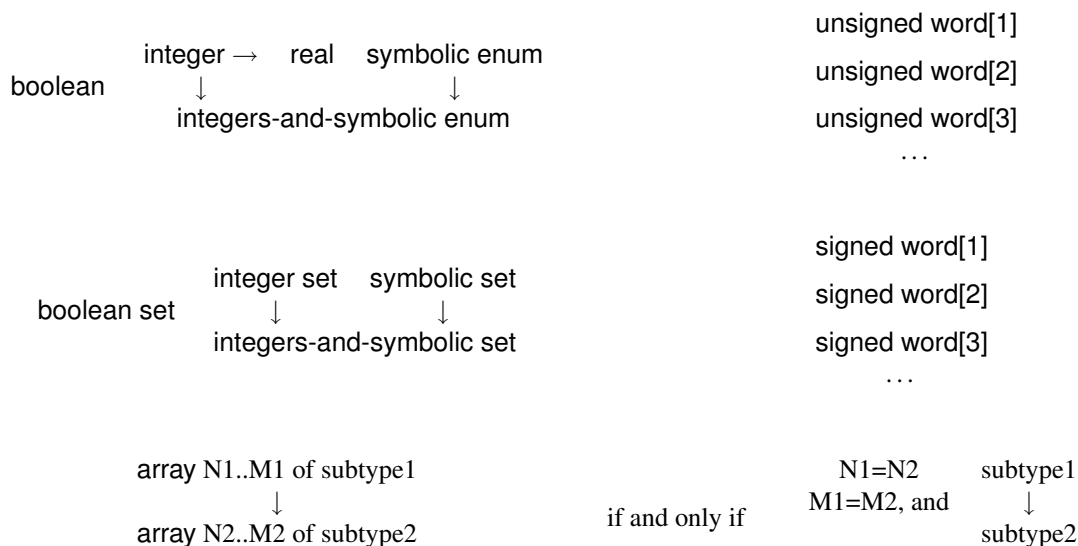 unsigned word[1]
integer → real symbolic enum
unsigned word[2]
boolean ↓ ↓
integers-and-symbolic enum
unsigned word[3]
...
signed word[1]
integer set symbolic set
signed word[2]
boolean set ↓ ↓
integers-and-symbolic set
signed word[3]
...
array N1..M1 of subtype1
↓
array N2..M2 of subtype2
if and only if
N1=N2 subtype1
M1=M2, and ↓
subtype2